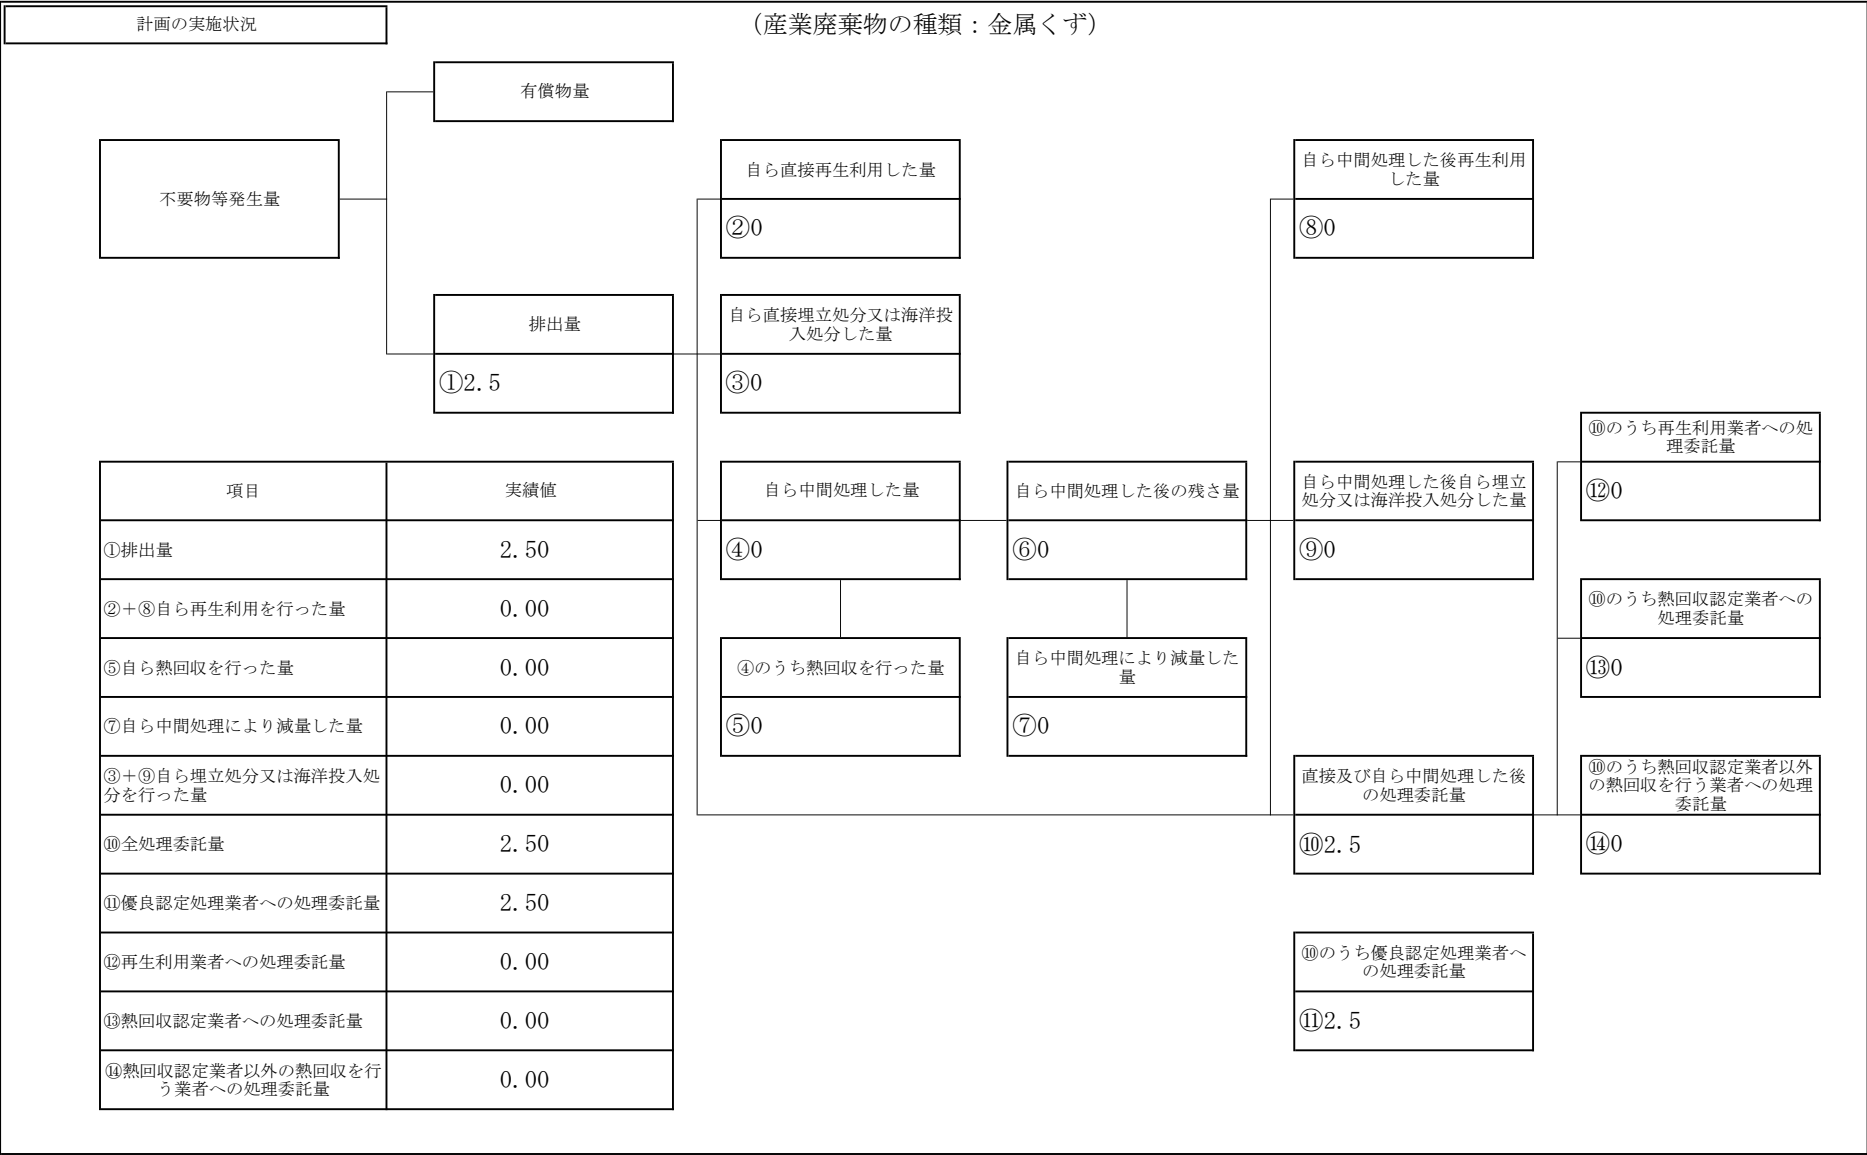 計画の実施状況
（産業廃棄物の種類：金属くず）
有償物量
不要物等発生量
自ら直接再生利用した量
②0
自ら中間処理した後再生利用
した量
⑧0
排出量
①2.5
自ら直接埋立処分又は海洋投
入処分した量
③0
項目 実績値
①排出量 2.50
②＋⑧自ら再生利用を行った量 0.00
⑤自ら熱回収を行った量 0.00
⑦自ら中間処理により減量した量 0.00
③＋⑨自ら埋立処分又は海洋投入処
分を行った量 0.00
⑩全処理委託量 2.50
⑪優良認定処理業者への処理委託量 2.50
⑫再生利用業者への処理委託量 0.00
⑬熱回収認定業者への処理委託量 0.00
⑭熱回収認定業者以外の熱回収を行
う業者への処理委託量 0.00
自ら中間処理した量
④0
④のうち熱回収を行った量
⑤0
自ら中間処理した後の残さ量
⑥0
自ら中間処理により減量した
量
⑦0
自ら中間処理した後自ら埋立
処分又は海洋投入処分した量
⑨0
直接及び自ら中間処理した後
の処理委託量
⑩2.5
⑩のうち優良認定処理業者へ
の処理委託量
⑪2.5
⑩のうち再生利用業者への処
理委託量
⑫0
⑩のうち熱回収認定業者への
処理委託量
⑬0
⑩のうち熱回収認定業者以外
の熱回収を行う業者への処理
委託量
⑭0